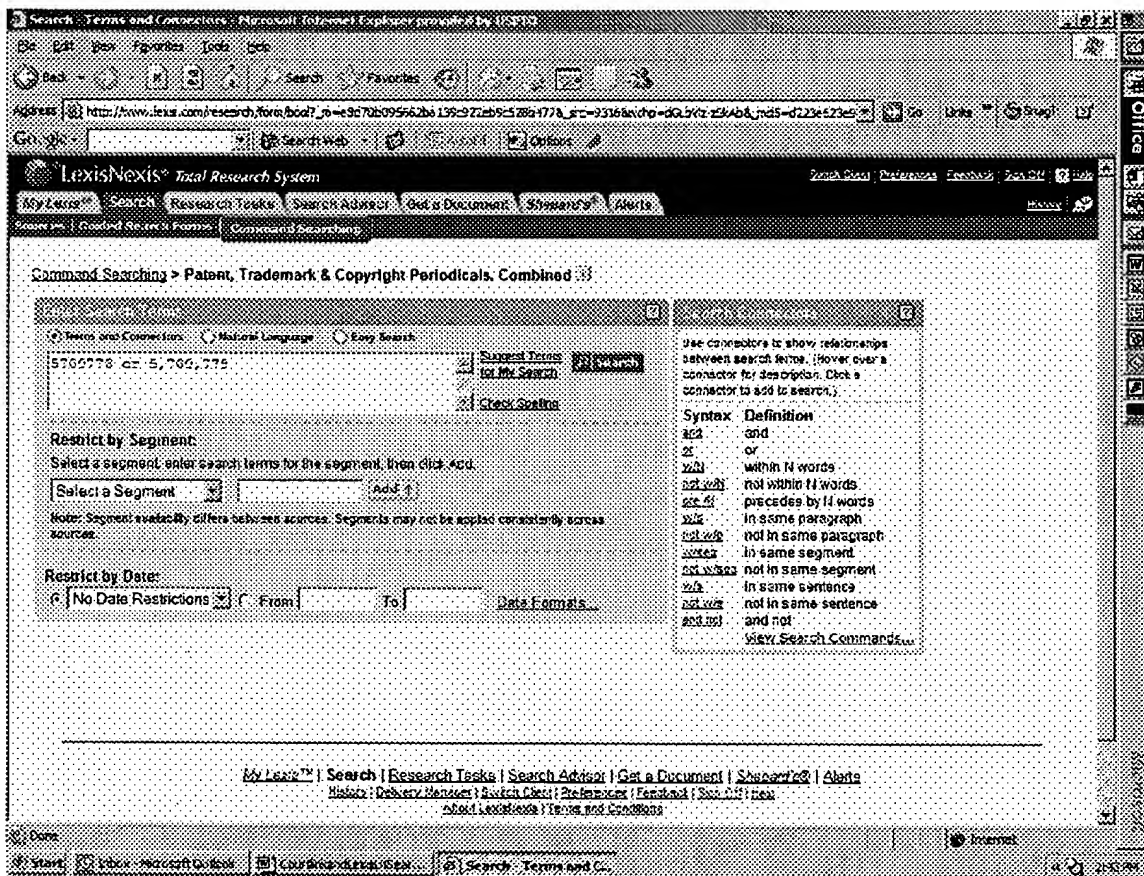 Search - Terms and Connectors - Microsoft Internet Explorer provided by USPTO
File Edit View Favorites Tools Help
Back Search Favorites
Address Go Links SnagIt
Google Search Web Options
Office
LexisNexis® Total Research System
Switch Client | Preferences | Feedback | Sign Off | Help
My Lexis™ Search Research Tasks Search Advisor Get a Document Shepard's® Alerts
History
Sources | Guided Search Forms | Command Searching
Command Searching > Patent, Trademark & Copyright Periodicals, Combined
Enter Search Terms
Terms and Connectors Natural Language Easy Search
Suggest Terms
for My Search
Search
Check Spelling
Restrict by Segment:
Select a segment, enter search terms for the segment, then click Add.
Select a Segment Add ↑
Note: Segment availability differs between sources. Segments may not be applied consistently across
sources.
Restrict by Date:
No Date Restrictions From To Date Formats...
Search Connectors
Use connectors to show relationships
between search terms. (Hover over a
connector for description. Click a
connector to add to search.)
Syntax Definition
and and
or or
w/N within N words
not w/N not within N words
pre /N precedes by N words
w/p in same paragraph
not w/p not in same paragraph
w/seg in same segment
not w/seg not in same segment
w/s in same sentence
not w/s not in same sentence
and not and not
View Search Commands...
My Lexis™ | Search | Research Tasks | Search Advisor | Get a Document | Shepard's® | Alerts
History | Delivery Manager | Switch Client | Preferences | Feedback | Sign Off | Help
About LexisNexis | Terms and Conditions
Done Internet
Start Inbox - Microsoft Outlook Search - Terms and C...